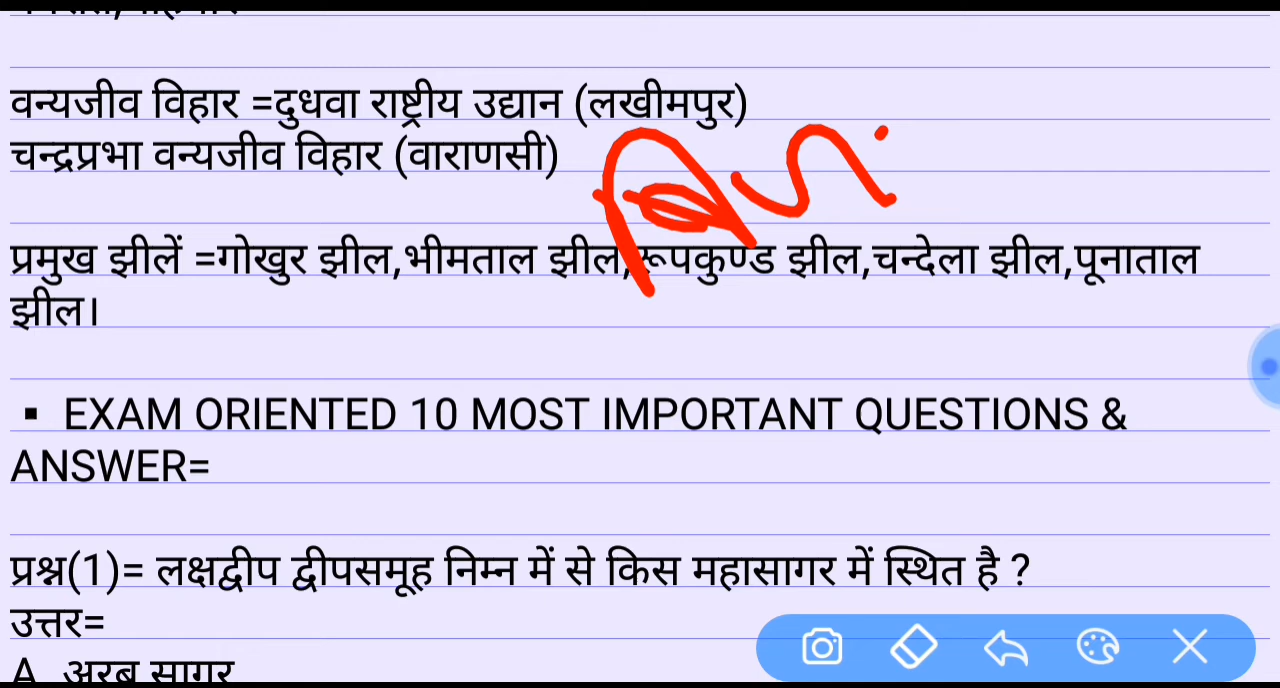 वन्यजीव विहार =दुधवा राष्ट्रीय उद्यान (लखीमपुर)
चन्द्रप्रभा वन्यजीव विहार (वाराणसी)
प्रमुख झीलें =गोखुर झील,भीमताल झील,रूपकुण्ड झील,चन्देला झील,पूनाताल
झील।
▪ EXAM ORIENTED 10 MOST IMPORTANT QUESTIONS &
ANSWER=
प्रश्न(1)= लक्षद्वीप द्वीपसमूह निम्न में से किस महासागर में स्थित है ?
उत्तर=
A अरब सागर